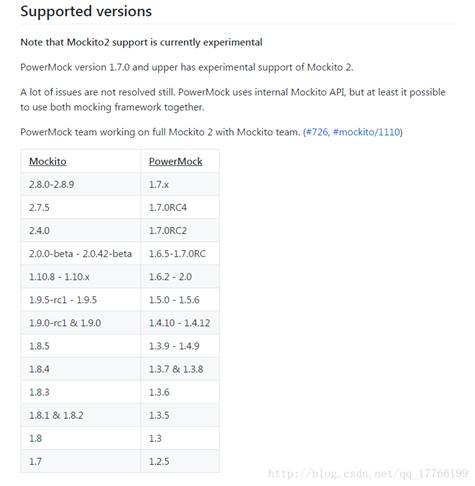 Supported versions
Note that Mockito2 support is currently experimental
PowerMock version 1.7.0 and upper has experimental support of Mockito 2.
A lot of issues are not resolved still. PowerMock uses internal Mockito API, but at least it possible
to use both mocking framework together.
PowerMock team working on full Mockito 2 with Mockito team. (#726, #mockito/1110)
Mockito PowerMock
2.8.0-2.8.9 1.7.x
2.7.5 1.7.0RC4
2.4.0 1.7.0RC2
2.0.0-beta - 2.0.42-beta 1.6.5-1.7.0RC
1.10.8 - 1.10.x 1.6.2 - 2.0
1.9.5-rc1 - 1.9.5 1.5.0 - 1.5.6
1.9.0-rc1 & 1.9.0 1.4.10 - 1.4.12
1.8.5 1.3.9 - 1.4.9
1.8.4 1.3.7 & 1.3.8
1.8.3 1.3.6
1.8.1 & 1.8.2 1.3.5
1.8 1.3
1.7 1.2.5
http://blog.csdn.net/qq_17766199